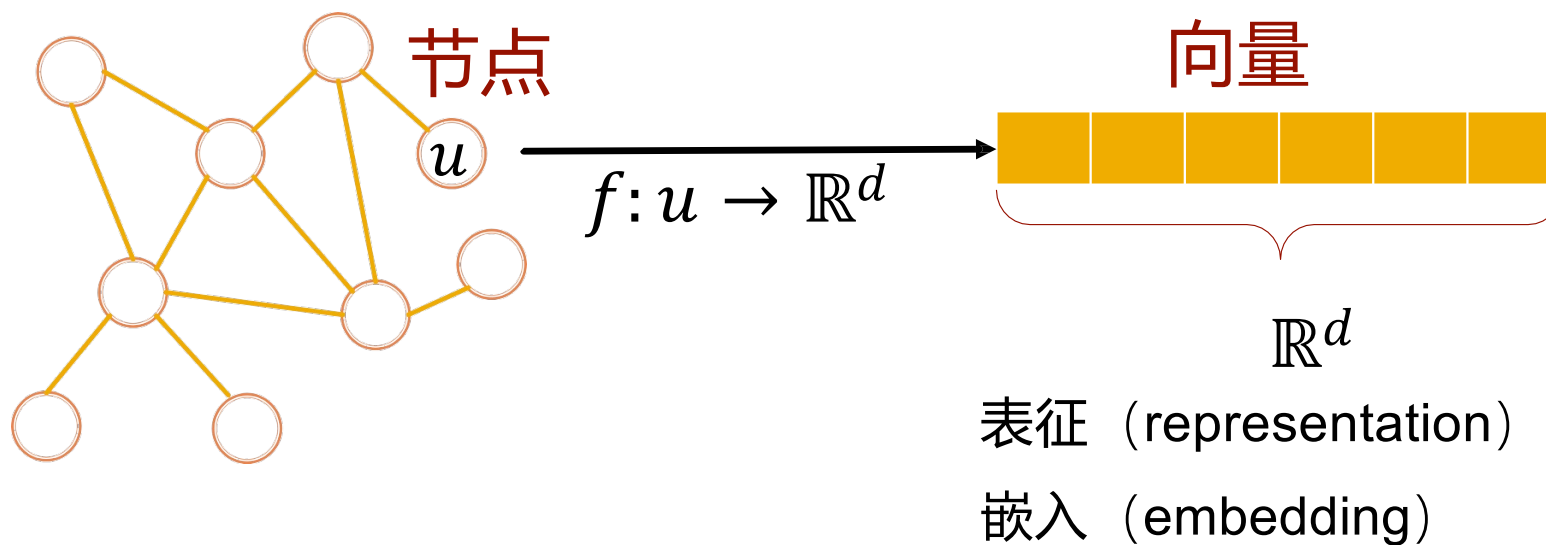 节点
向量
u
f: u → ℝ^d
ℝ^d
表征（representation）
嵌入（embedding）